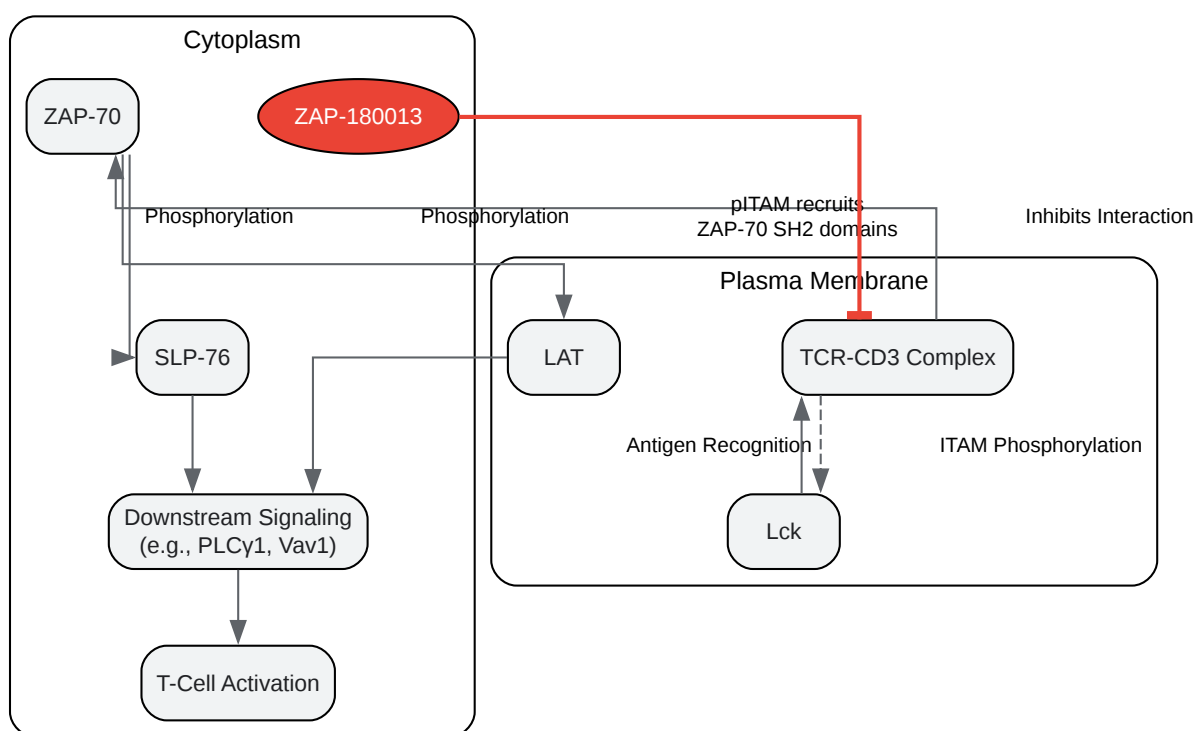 Cytoplasm
ZAP-70
ZAP-180013
Phosphorylation
Phosphorylation
pITAM recruits
ZAP-70 SH2 domains
Inhibits Interaction
Plasma Membrane
SLP-76
LAT
TCR-CD3 Complex
Antigen Recognition
ITAM Phosphorylation
Downstream Signaling
(e.g., PLCγ1, Vav1)
Lck
T-Cell Activation